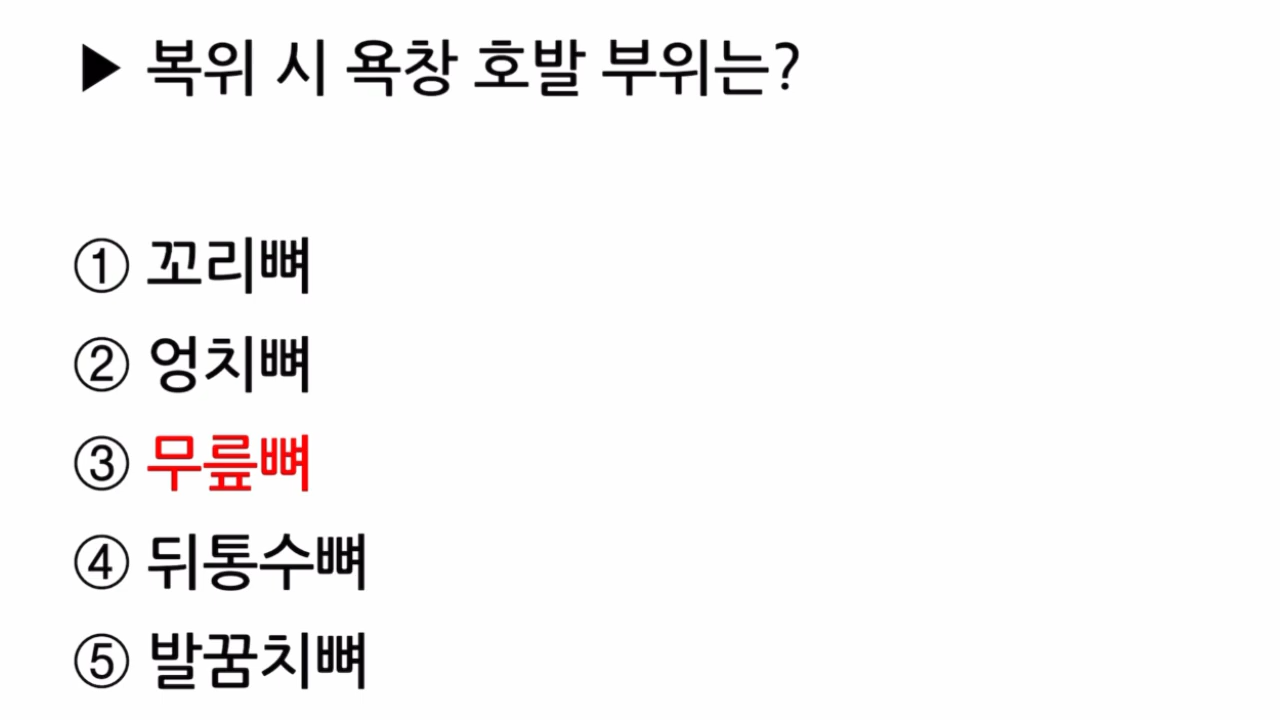 ▶ 복위 시 욕창 호발 부위는?
① 꼬리뼈
② 엉치뼈
③ 무릎뼈
④ 뒤통수뼈
⑤ 발꿈치뼈